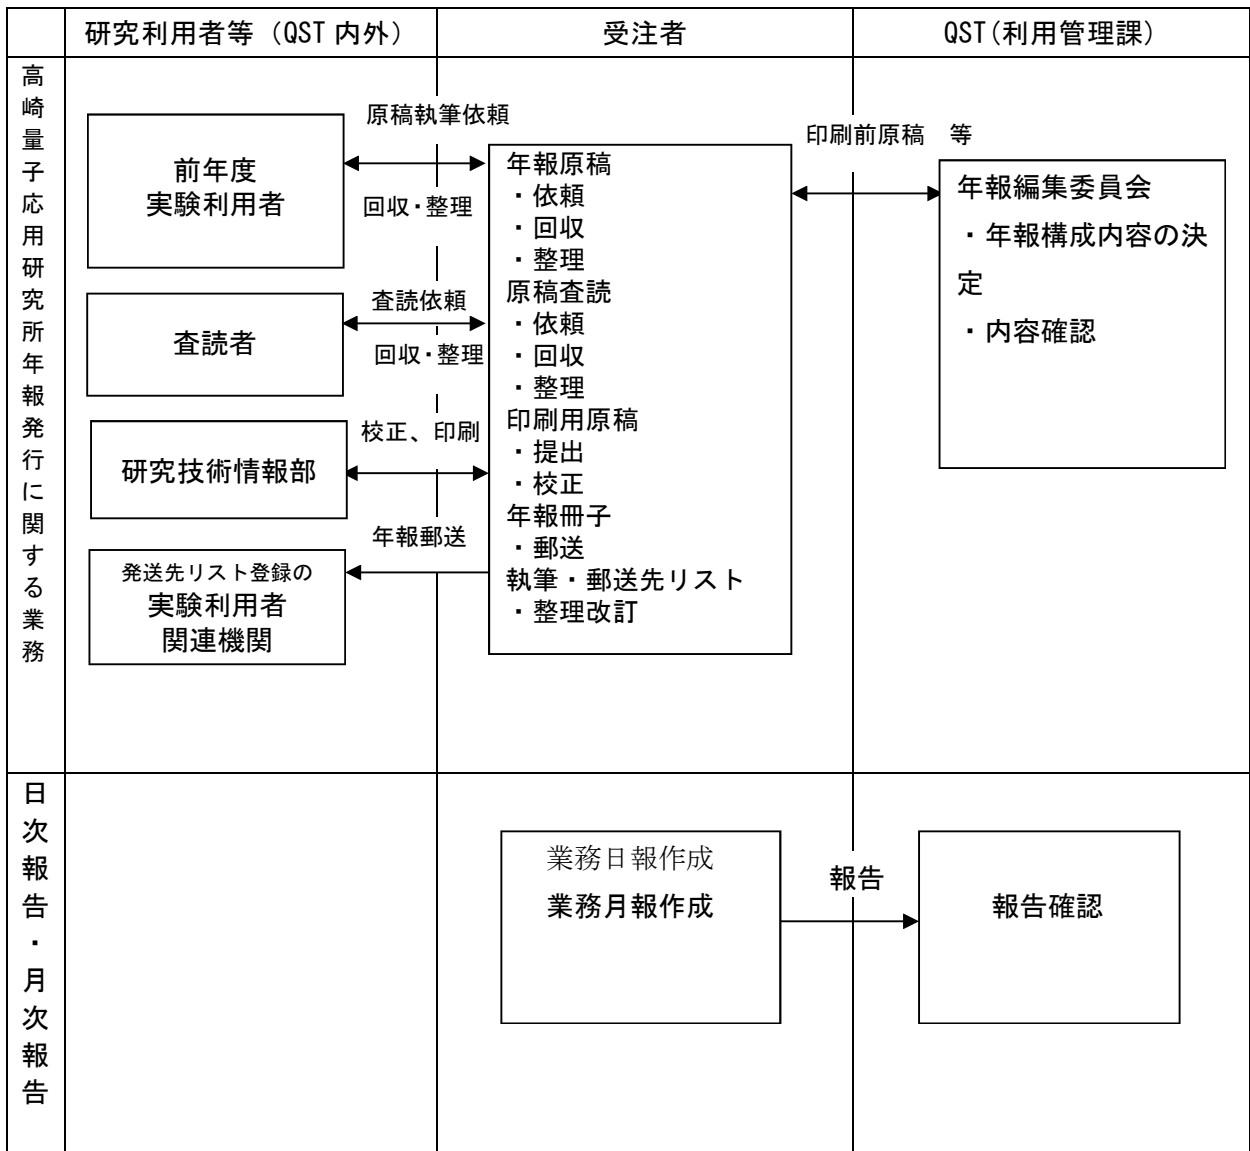 研究利用者等（QST 内外）
受注者
QST(利用管理課)
高崎量子応用研究所年報発行に関する業務
前年度
実験利用者
原稿執筆依頼
回収・整理
査読者
査読依頼
回収・整理
研究技術情報部
校正、印刷
発送先リスト登録の
実験利用者
関連機関
年報郵送
年報原稿
・依頼
・回収
・整理
原稿査読
・依頼
・回収
・整理
印刷用原稿
・提出
・校正
年報冊子
・郵送
執筆・郵送先リスト
・整理改訂
印刷前原稿　等
年報編集委員会
・年報構成内容の決
定
・内容確認
日次報告・月次報告
業務日報作成
業務月報作成
報告
報告確認